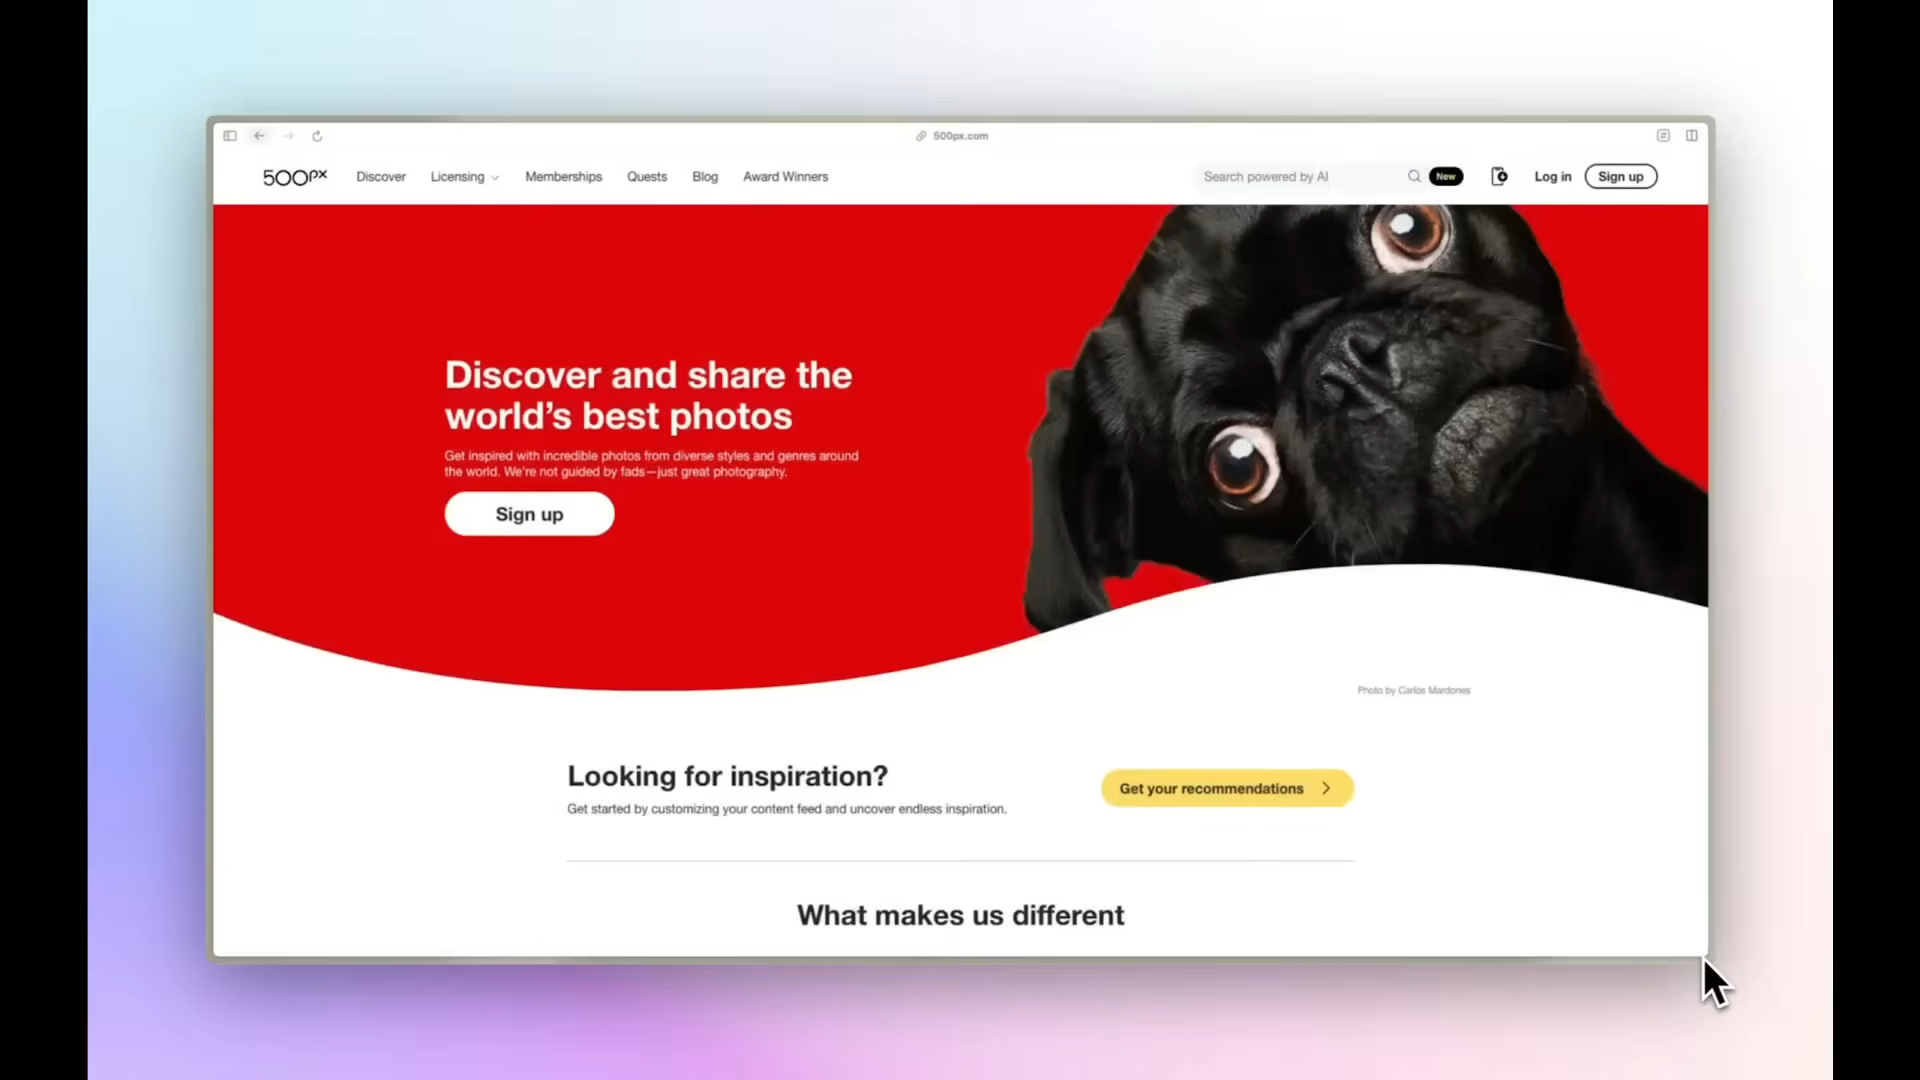 500px.com
500px
Discover
Licensing
Memberships
Quests
Blog
Award Winners
Search powered by AI
New
Log in
Sign up
Discover and share the
world's best photos
Get inspired with incredible photos from diverse styles and genres around
the world. We're not guided by fads—just great photography.
Sign up
Photo by Carlos Mardones
Looking for inspiration?
Get started by customizing your content feed and uncover endless inspiration.
Get your recommendations
What makes us different